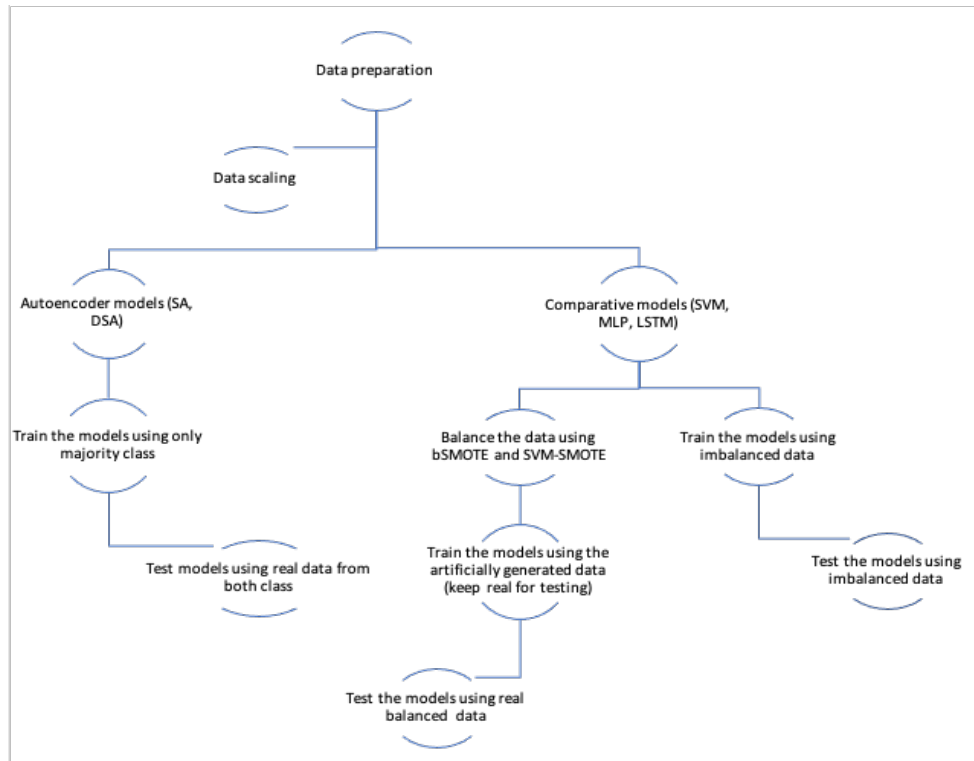 Data preparation
Data scaling
Autoencoder models (SA,
DSA)
Comparative models (SVM,
MLP, LSTM)
Train the models using only
majority class
Balance the data using
bSMOTE and SVM-SMOTE
Train the models using
imbalanced data
Test models using real data from
both class
Train the models using the
artificially generated data
(keep real for testing)
Test the models using
imbalanced data
Test the models using real
balanced data